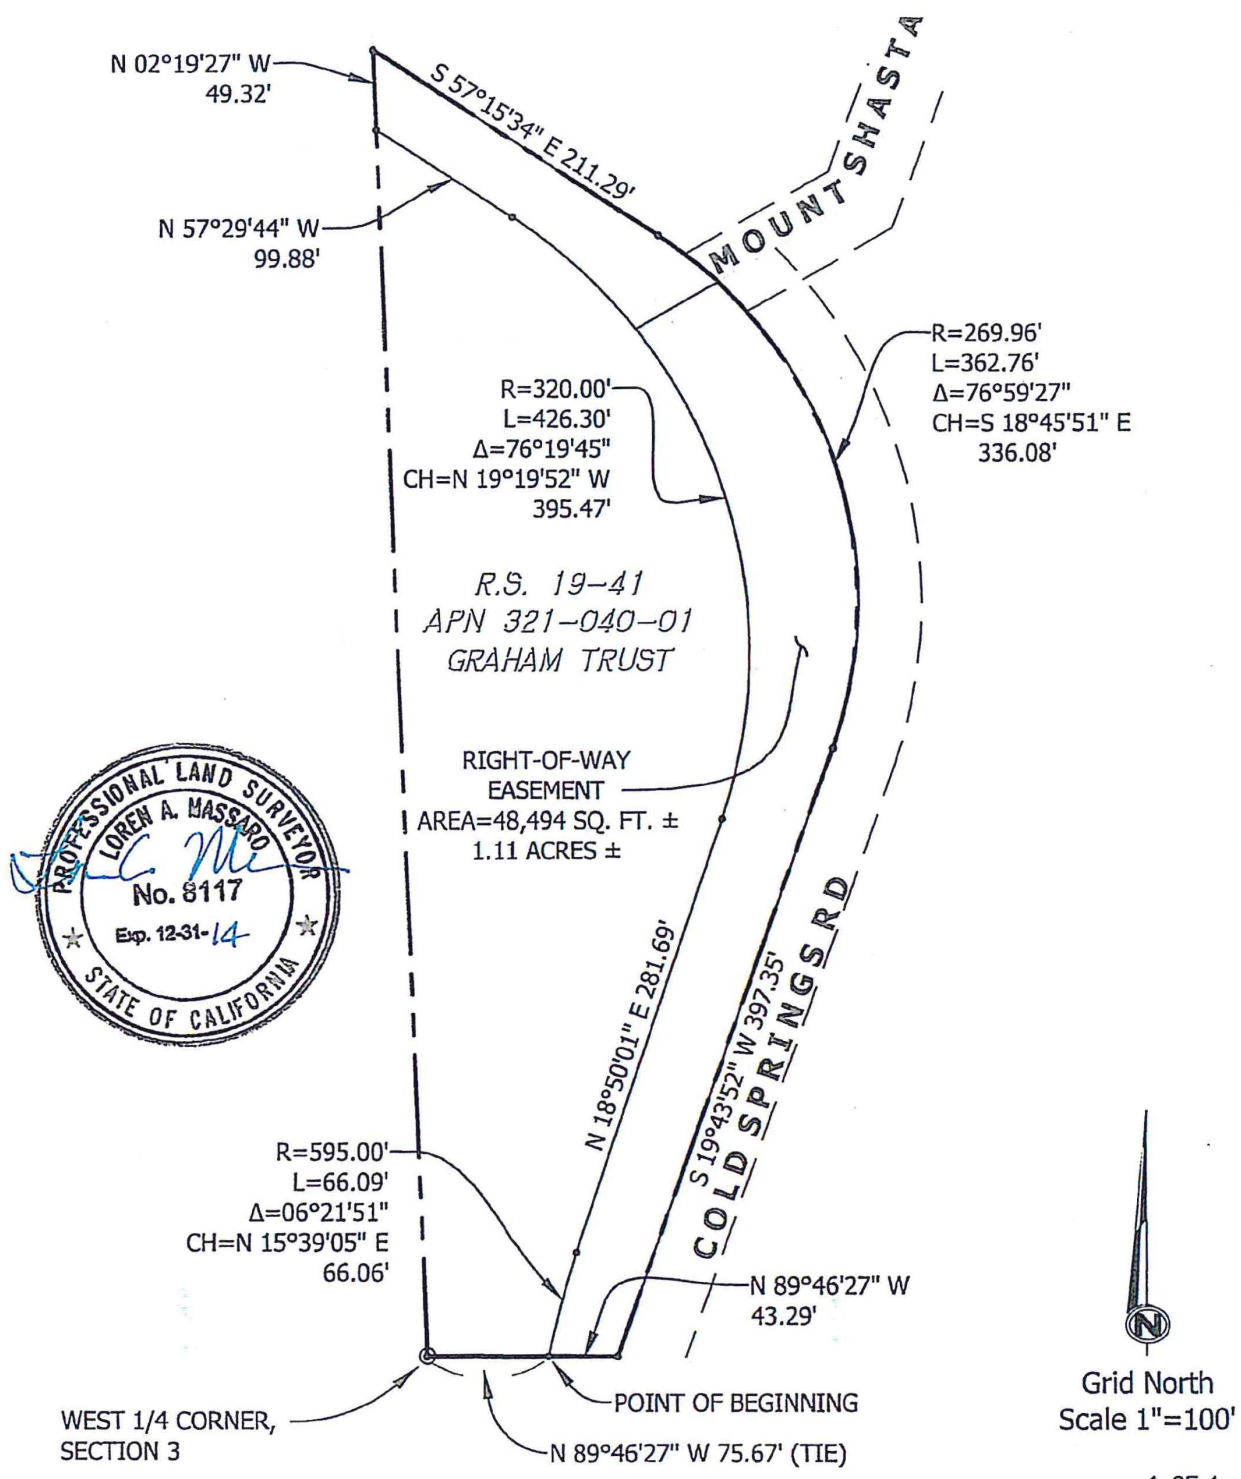 N 02°19'27" W
49.32'
S 57°15'34" E 211.29'
MOUNT SHASTA
N 57°29'44" W
99.88'
R=269.96'
L=362.76'
Δ=76°59'27"
CH=S 18°45'51" E
336.08'
R=320.00'
L=426.30'
Δ=76°19'45"
CH=N 19°19'52" W
395.47'
R.S. 19-41
APN 321-040-01
GRAHAM TRUST
RIGHT-OF-WAY
EASEMENT
AREA=48,494 SQ. FT. ±
1.11 ACRES ±
PROFESSIONAL LAND SURVEYOR
LOREN A. MASSARO
No. 8117
Exp. 12-31-14
STATE OF CALIFORNIA
N 18°50'01" E 281.69'
S 19°43'52" W 397.35'
COLD SPRINGS RD
R=595.00'
L=66.09'
Δ=06°21'51"
CH=N 15°39'05" E
66.06'
N 89°46'27" W
43.29'
POINT OF BEGINNING
WEST 1/4 CORNER,
SECTION 3
N 89°46'27" W 75.67' (TIE)
N
Grid North
Scale 1"=100'